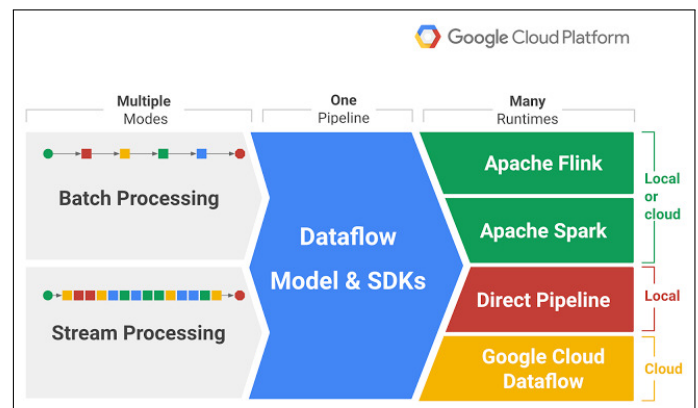 Google Cloud Platform
Multiple
Modes
One
Pipeline
Many
Runtimes
Batch Processing
Stream Processing
Dataflow
Model & SDKs
Apache Flink
Apache Spark
Direct Pipeline
Google Cloud
Dataflow
Local
or
cloud
Local
Cloud